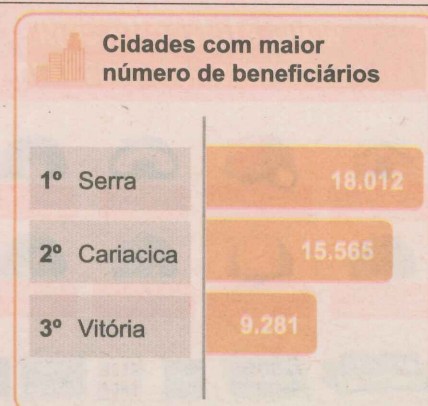 Cidades com maior
número de beneficiários
1º Serra 18.012
2º Cariacica 15.565
3º Vitória 9.281